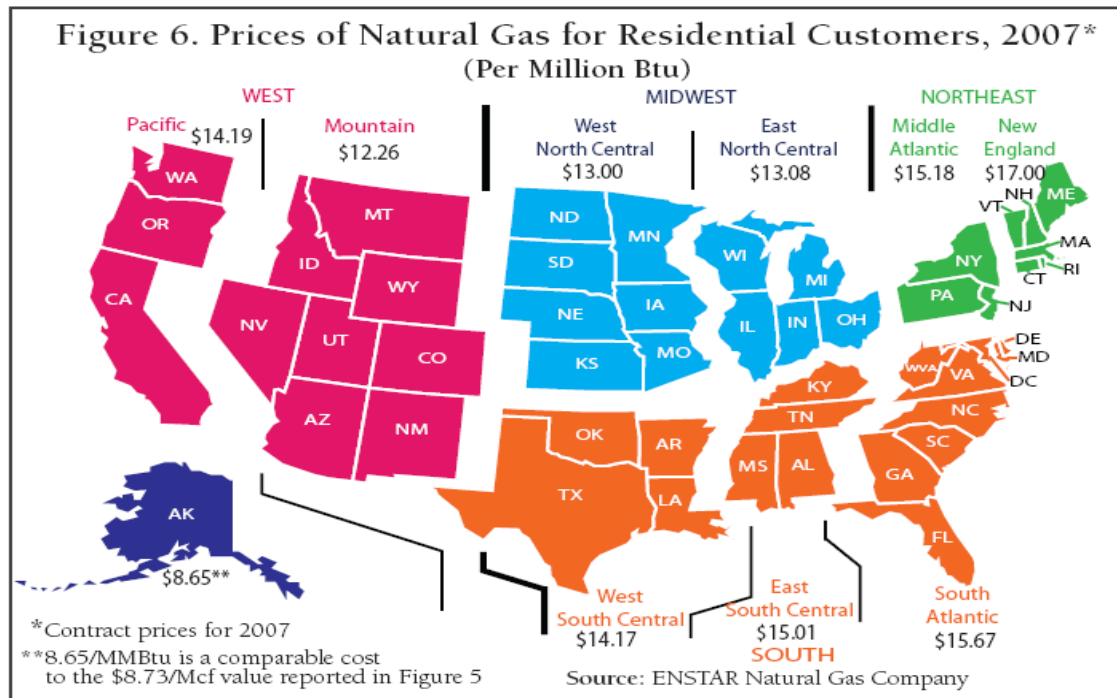 Figure 6. Prices of Natural Gas for Residential Customers, 2007*
(Per Million Btu)
WEST
MIDWEST
NORTHEAST
Pacific $14.19
Mountain
$12.26
West
North Central
$13.00
East
North Central
$13.08
Middle
Atlantic
$15.18
New
England
$17.00
WA
OR
CA
NV
ID
MT
WY
UT
CO
AZ
NM
ND
SD
NE
KS
MN
IA
MO
WI
IL
MI
IN
OH
NY
PA
VT
NH
ME
MA
RI
CT
NJ
DE
MD
DC
WVA
VA
KY
TN
NC
SC
GA
FL
MS
AL
OK
AR
TX
LA
AK
$8.65**
West
South Central
$14.17
East
South Central
$15.01
SOUTH
South
Atlantic
$15.67
*Contract prices for 2007
**8.65/MMBtu is a comparable cost
to the $8.73/Mcf value reported in Figure 5
Source: ENSTAR Natural Gas Company